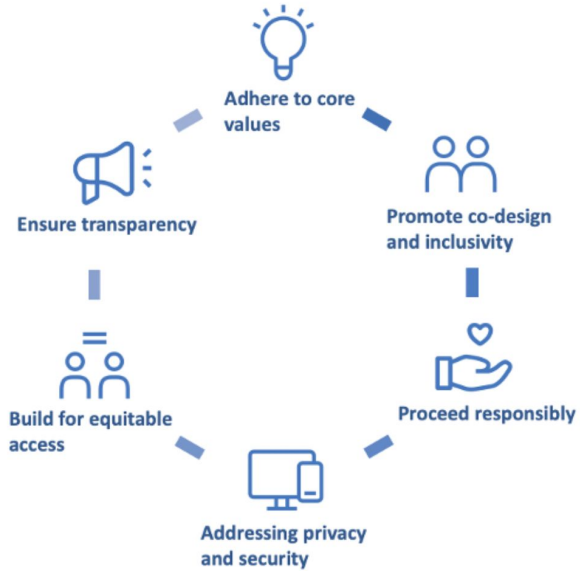 Adhere to core
values
Promote co-design
and inclusivity
Proceed responsibly
Addressing privacy
and security
Build for equitable
access
Ensure transparency